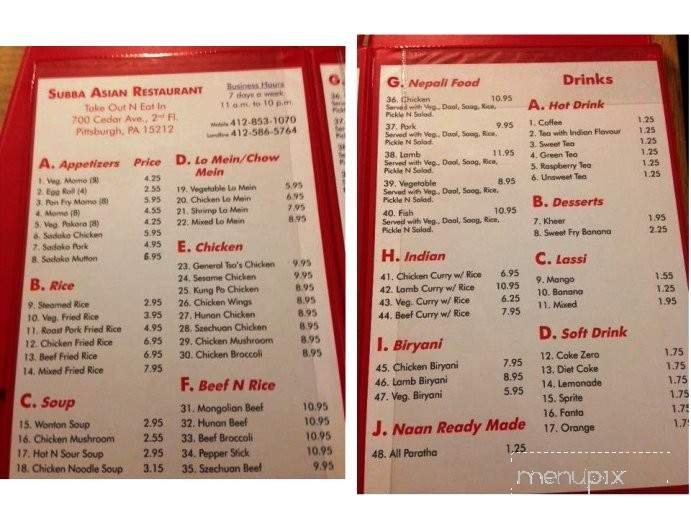 SUBBA ASIAN RESTAURANT
Take Out N Eat In
700 Cedar Ave., 2nd Fl.
Pittsburgh, PA 15212
Business Hours
7 days a week
11 a.m. to 10 p.m.
Mobile 412-853-1070
Landline 412-586-5764
A. Appetizers Price
1. Veg. Momo (8) 4.25
2. Egg Roll (4) 2.55
3. Pan Fry Momo (8) 5.95
4. Momo (8) 4.55
5. Veg. Pakora (8) 4.25
6. Sadako Chicken 5.95
7. Sadako Pork 4.95
8. Sadako Mutton 6.95
B. Rice
9. Steamed Rice 2.95
10. Veg. Fried Rice 3.95
11. Roast Pork Fried Rice 4.95
12. Chicken Fried Rice 6.95
13. Beef Fried Rice 6.95
14. Mixed Fried Rice 7.95
C. Soup
15. Wonton Soup 2.95
16. Chicken Mushroom 2.55
17. Hot N Sour Soup 2.95
18. Chicken Noodle Soup 3.15
D. Lo Mein/Chow
Mein
19. Vegetable Lo Mein 5.95
20. Chicken Lo Mein 6.95
21. Shrimp Lo Mein 7.95
22. Mixed Lo Mein 8.95
E. Chicken
23. General Tso's Chicken 9.95
24. Sesame Chicken 9.95
25. Kung Po Chicken 8.95
26. Chicken Wings 8.95
27. Hunan Chicken 8.95
28. Szechuan Chicken 8.95
29. Chicken Mushroom 8.95
30. Chicken Broccoli 8.95
F. Beef N Rice
31. Mongolian Beef 10.95
32. Hunan Beef 10.95
33. Beef Broccoli 10.95
34. Pepper Stick 10.95
35. Szechuan Beef 9.95
G. Nepali Food
36. Chicken 10.95
Served with Veg., Daal, Saag, Rice,
Pickle N Salad.
37. Pork 9.95
Served with Veg., Daal, Saag, Rice,
Pickle N Salad.
38. Lamb 11.95
Served with Veg., Daal, Saag, Rice,
Pickle N Salad.
39. Vegetable 8.95
Served with Veg., Daal, Saag, Rice,
Pickle N Salad.
40. Fish 10.95
Served with Veg., Daal, Saag, Rice,
Pickle N Salad.
H. Indian
41. Chicken Curry w/ Rice 6.95
42. Lamb Curry w/ Rice 10.95
43. Veg. Curry w/ Rice 6.25
44. Beef Curry w/ Rice 7.95
I. Biryani
45. Chicken Biryani 7.95
46. Lamb Biryani 8.95
47. Veg. Biryani 5.95
J. Naan Ready Made
48. All Paratha 1.25
Drinks
A. Hot Drink
1. Coffee 1.25
2. Tea with Indian Flavour 1.25
3. Sweet Tea 1.25
4. Green Tea 1.25
5. Raspberry Tea 1.25
6. Unsweet Tea 1.25
B. Desserts
7. Kheer 1.95
8. Sweet Fry Banana 2.25
C. Lassi
9. Mango 1.55
10. Banana 1.25
11. Mixed 1.95
D. Soft Drink
12. Coke Zero 1.75
13. Diet Coke 1.75
14. Lemonade 1.75
15. Sprite 1.75
16. Fanta 1.75
17. Orange 1.75
menupix